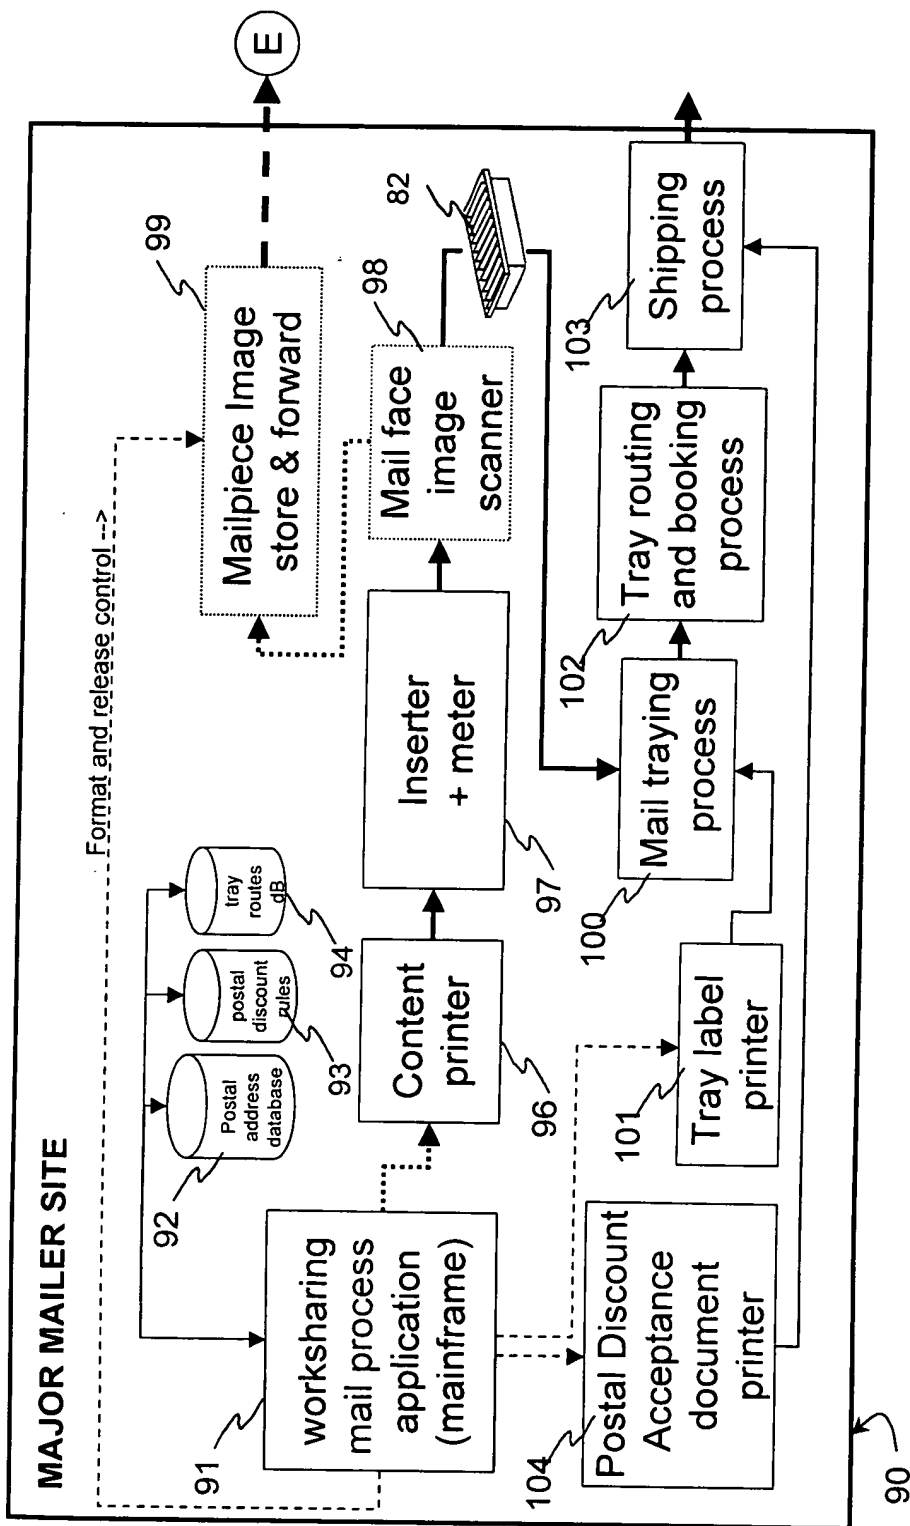 MAJOR MAILER SITE
Format and release control -->
E
99
Mailpiece Image
store & forward
92
Postal
address
database
93
postal
discount
rules
94
tray
routes
dB
91
worksharing
mail process
application
(mainframe)
96
Content
printer
97
Inserter
+ meter
98
Mail face
image
scanner
82
104
Postal Discount
Acceptance
document
printer
101
Tray label
printer
100
Mail traying
process
102
Tray routing
and booking
process
103
Shipping
process
90